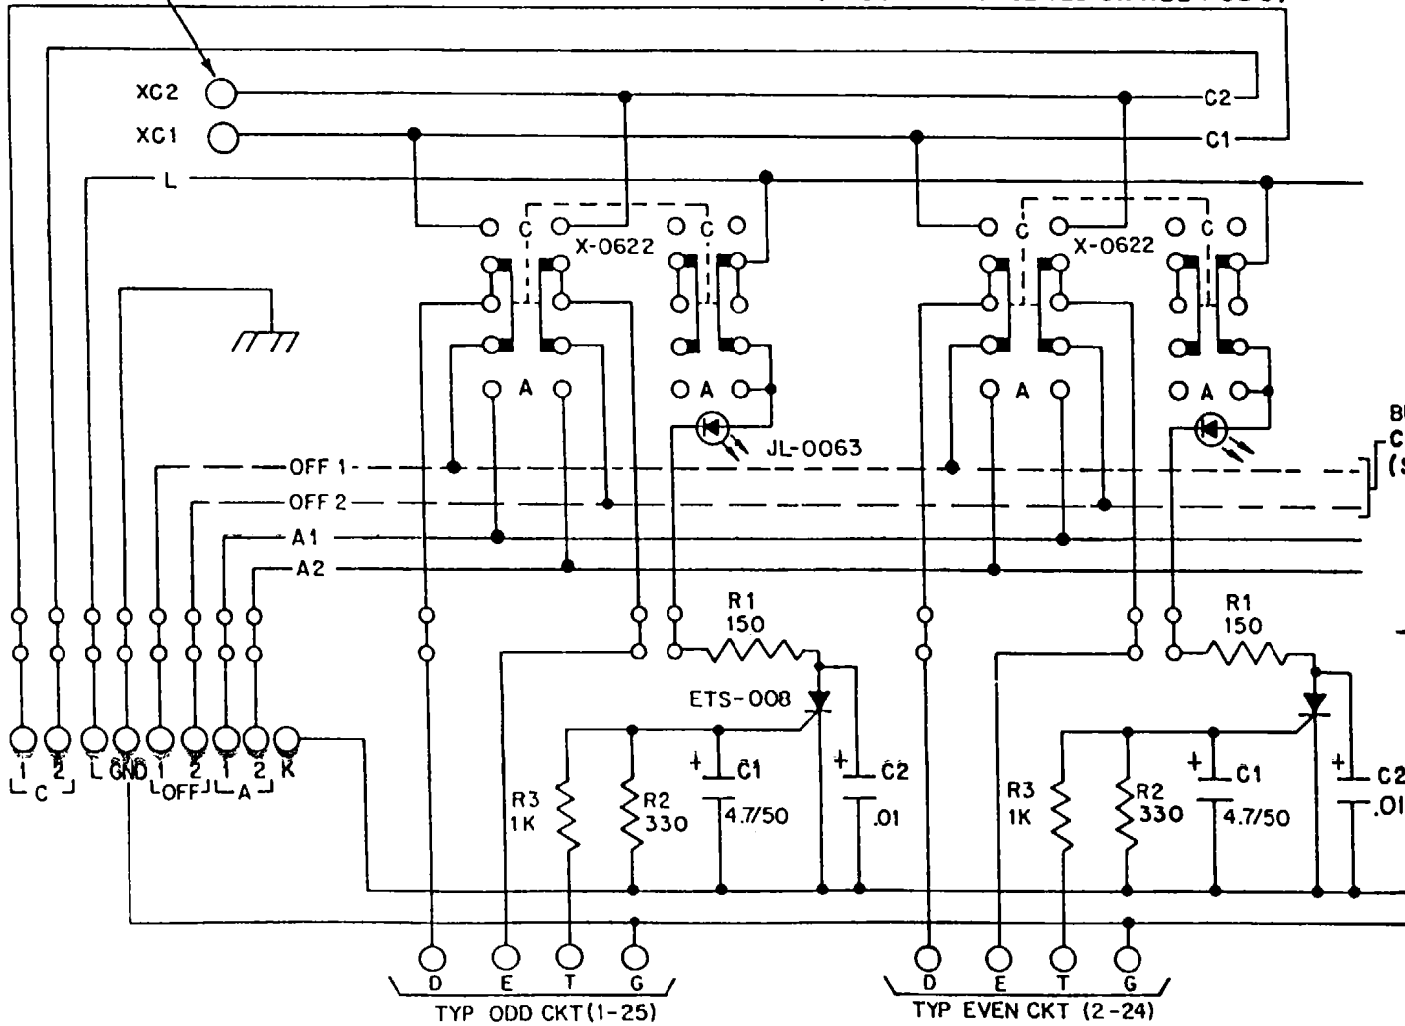 XC2
C2
XC1
C1
L
C C C C
X-0622 X-0622
A A A A
JL-0063
OFF 1
OFF 2
A1
A2
R1
150
R1
150
ETS-008
1 2 L GND 1 2 1 2 K
C OFF A
R3
1K
R2
330
+ C1
4.7/50
+ C2
.01
R3
1K
R2
330
+ C1
4.7/50
+ C2
.01
D E T G D E T G
TYP ODD CKT (1-25) TYP EVEN CKT (2-24)